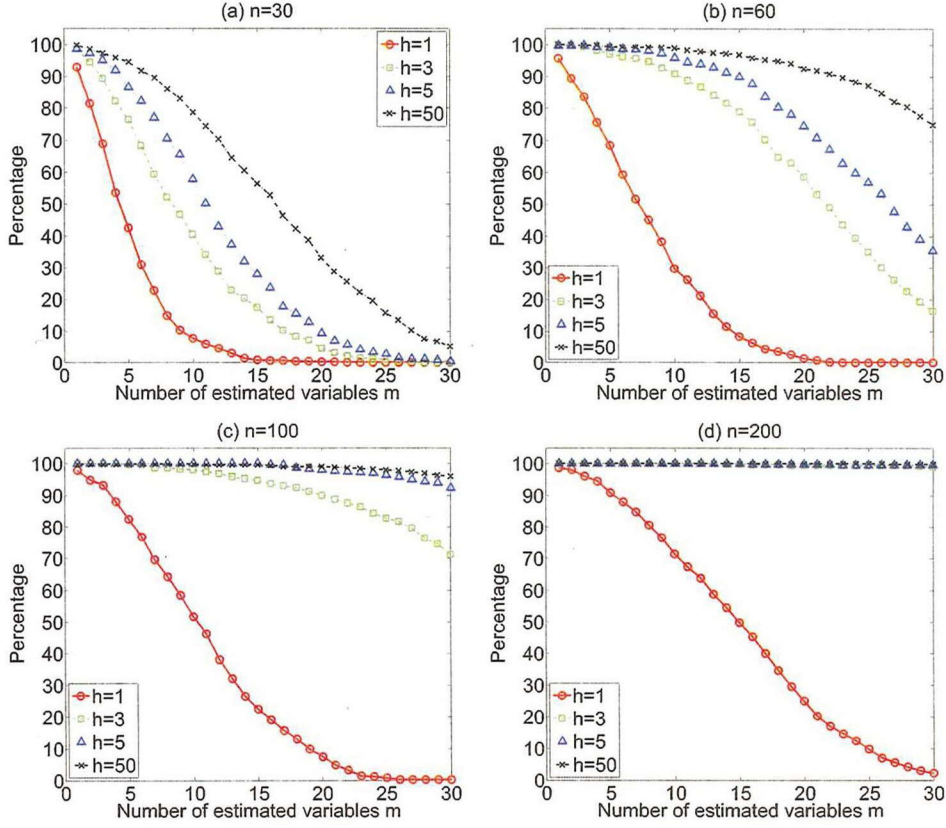 (a) n=30
100
90
80
70
60
50
40
30
20
10
0
Percentage
h=1
h=3
h=5
h=50
0 5 10 15 20 25 30
Number of estimated variables m
(b) n=60
100
90
80
70
60
50
40
30
20
10
0
Percentage
h=1
h=3
h=5
h=50
0 5 10 15 20 25 30
Number of estimated variables m
(c) n=100
100
90
80
70
60
50
40
30
20
10
0
Percentage
h=1
h=3
h=5
h=50
0 5 10 15 20 25 30
Number of estimated variables m
(d) n=200
100
90
80
70
60
50
40
30
20
10
0
Percentage
h=1
h=3
h=5
h=50
0 5 10 15 20 25 30
Number of estimated variables m